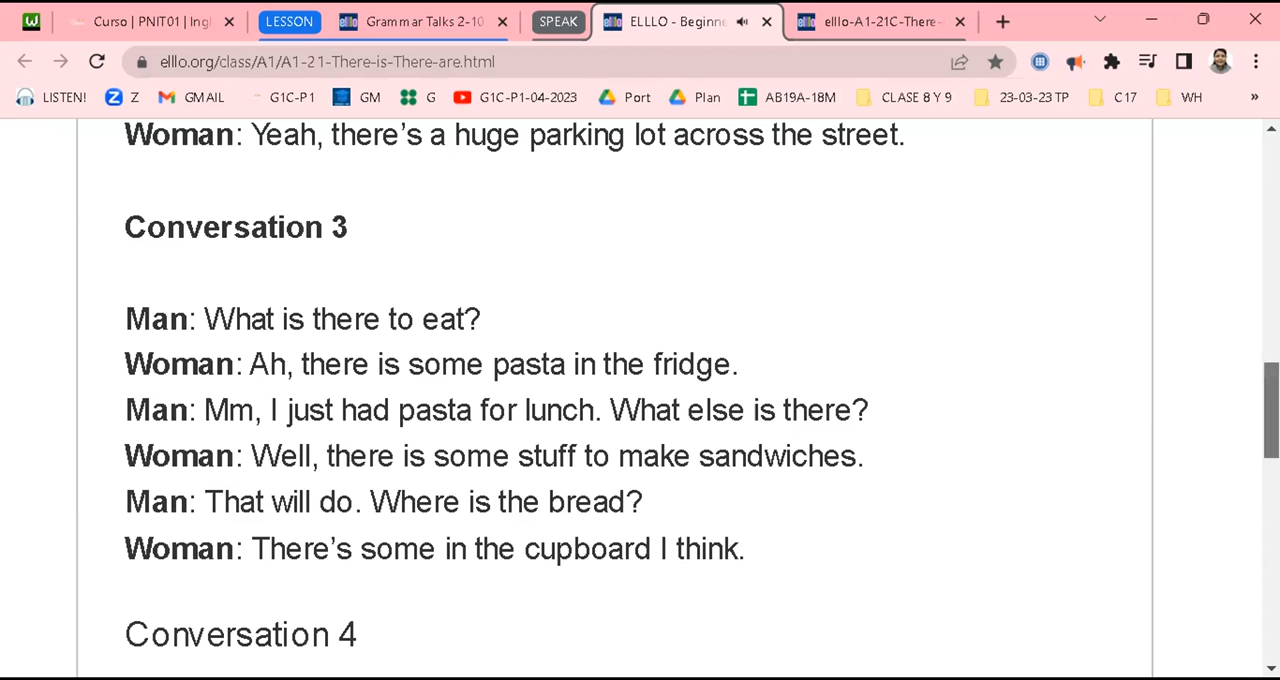 Curso | PNIT01 | Ingl
LESSON
Grammar Talks 2-10
SPEAK
ELLLO - Beginne
elllo-A1-21C-There-
elllo.org/class/A1/A1-21-There-is-There-are.html
LISTEN! Z GMAIL G1C-P1 GM G G1C-P1-04-2023 Port Plan AB19A-18M CLASE 8 Y 9 23-03-23 TP C17 WH »
Woman: Yeah, there's a huge parking lot across the street.
Conversation 3
Man: What is there to eat?
Woman: Ah, there is some pasta in the fridge.
Man: Mm, I just had pasta for lunch. What else is there?
Woman: Well, there is some stuff to make sandwiches.
Man: That will do. Where is the bread?
Woman: There's some in the cupboard I think.
Conversation 4